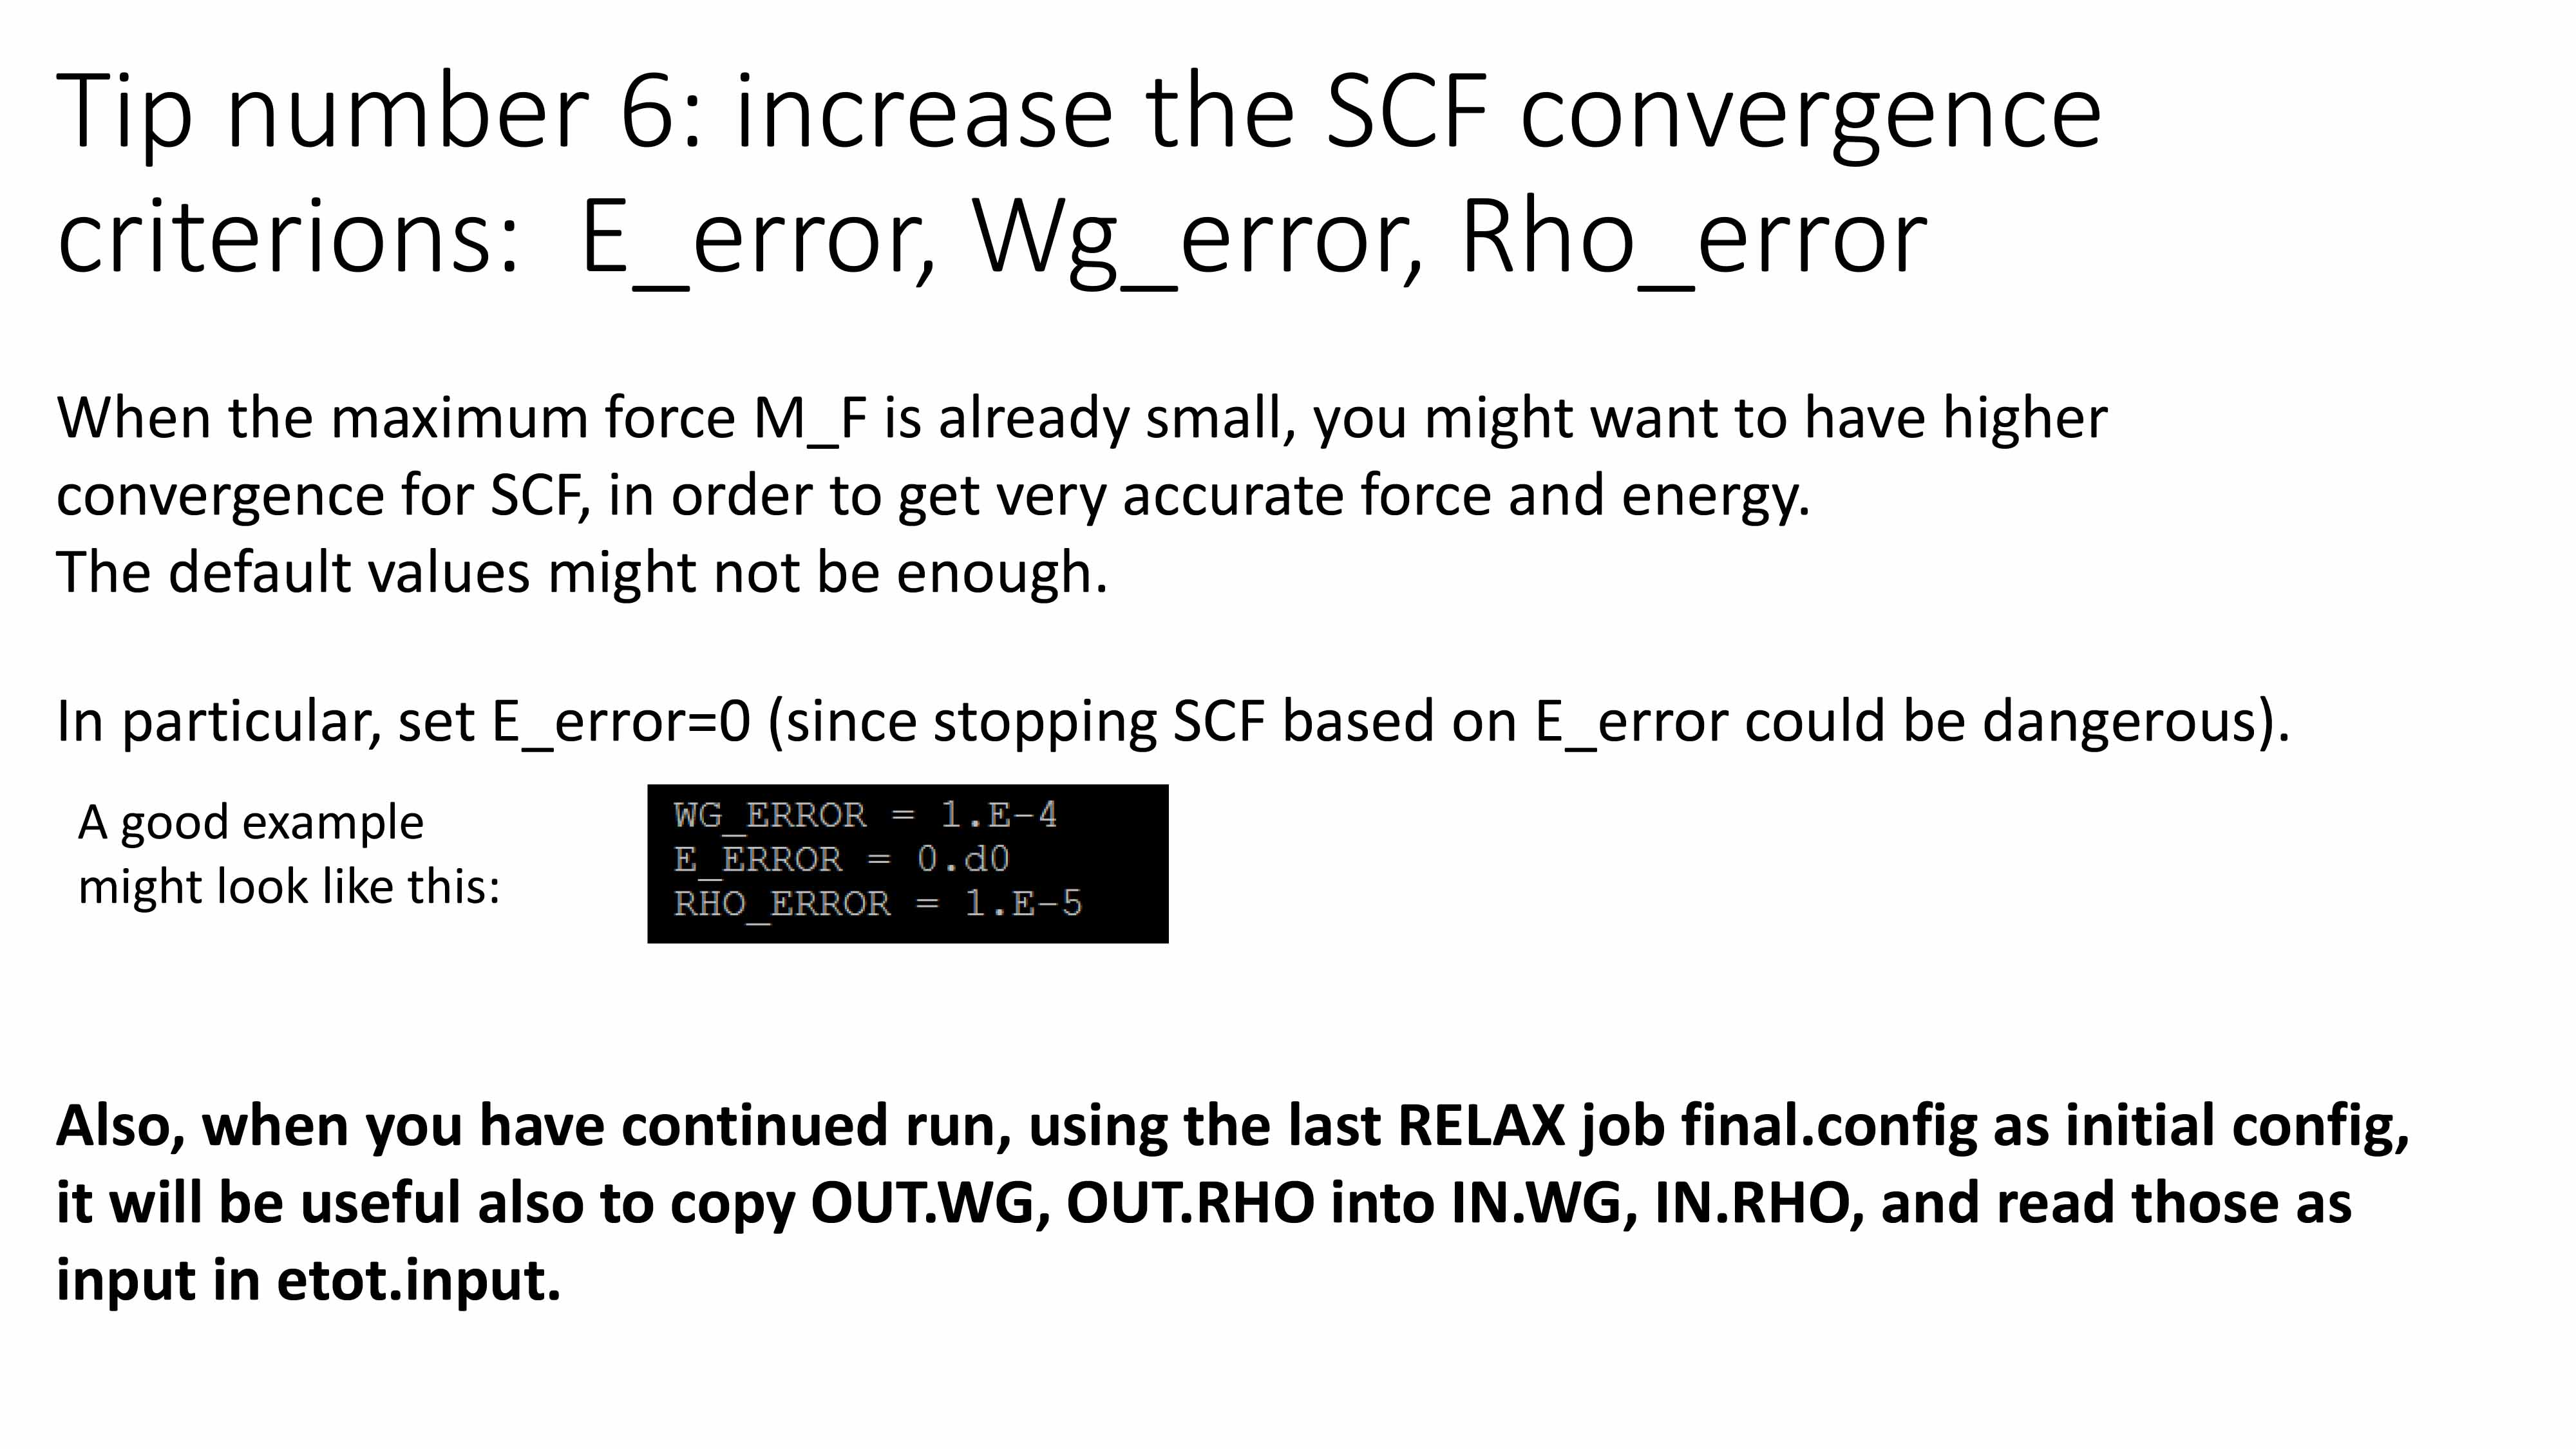 Tip number 6: increase the SCF convergence
criterions:  E_error, Wg_error, Rho_error
When the maximum force M_F is already small, you might want to have higher
convergence for SCF, in order to get very accurate force and energy.
The default values might not be enough.
In particular, set E_error=0 (since stopping SCF based on E_error could be dangerous).
A good example
might look like this:
WG_ERROR = 1.E-4
E_ERROR = 0.d0
RHO_ERROR = 1.E-5
Also, when you have continued run, using the last RELAX job final.config as initial config,
it will be useful also to copy OUT.WG, OUT.RHO into IN.WG, IN.RHO, and read those as
input in etot.input.